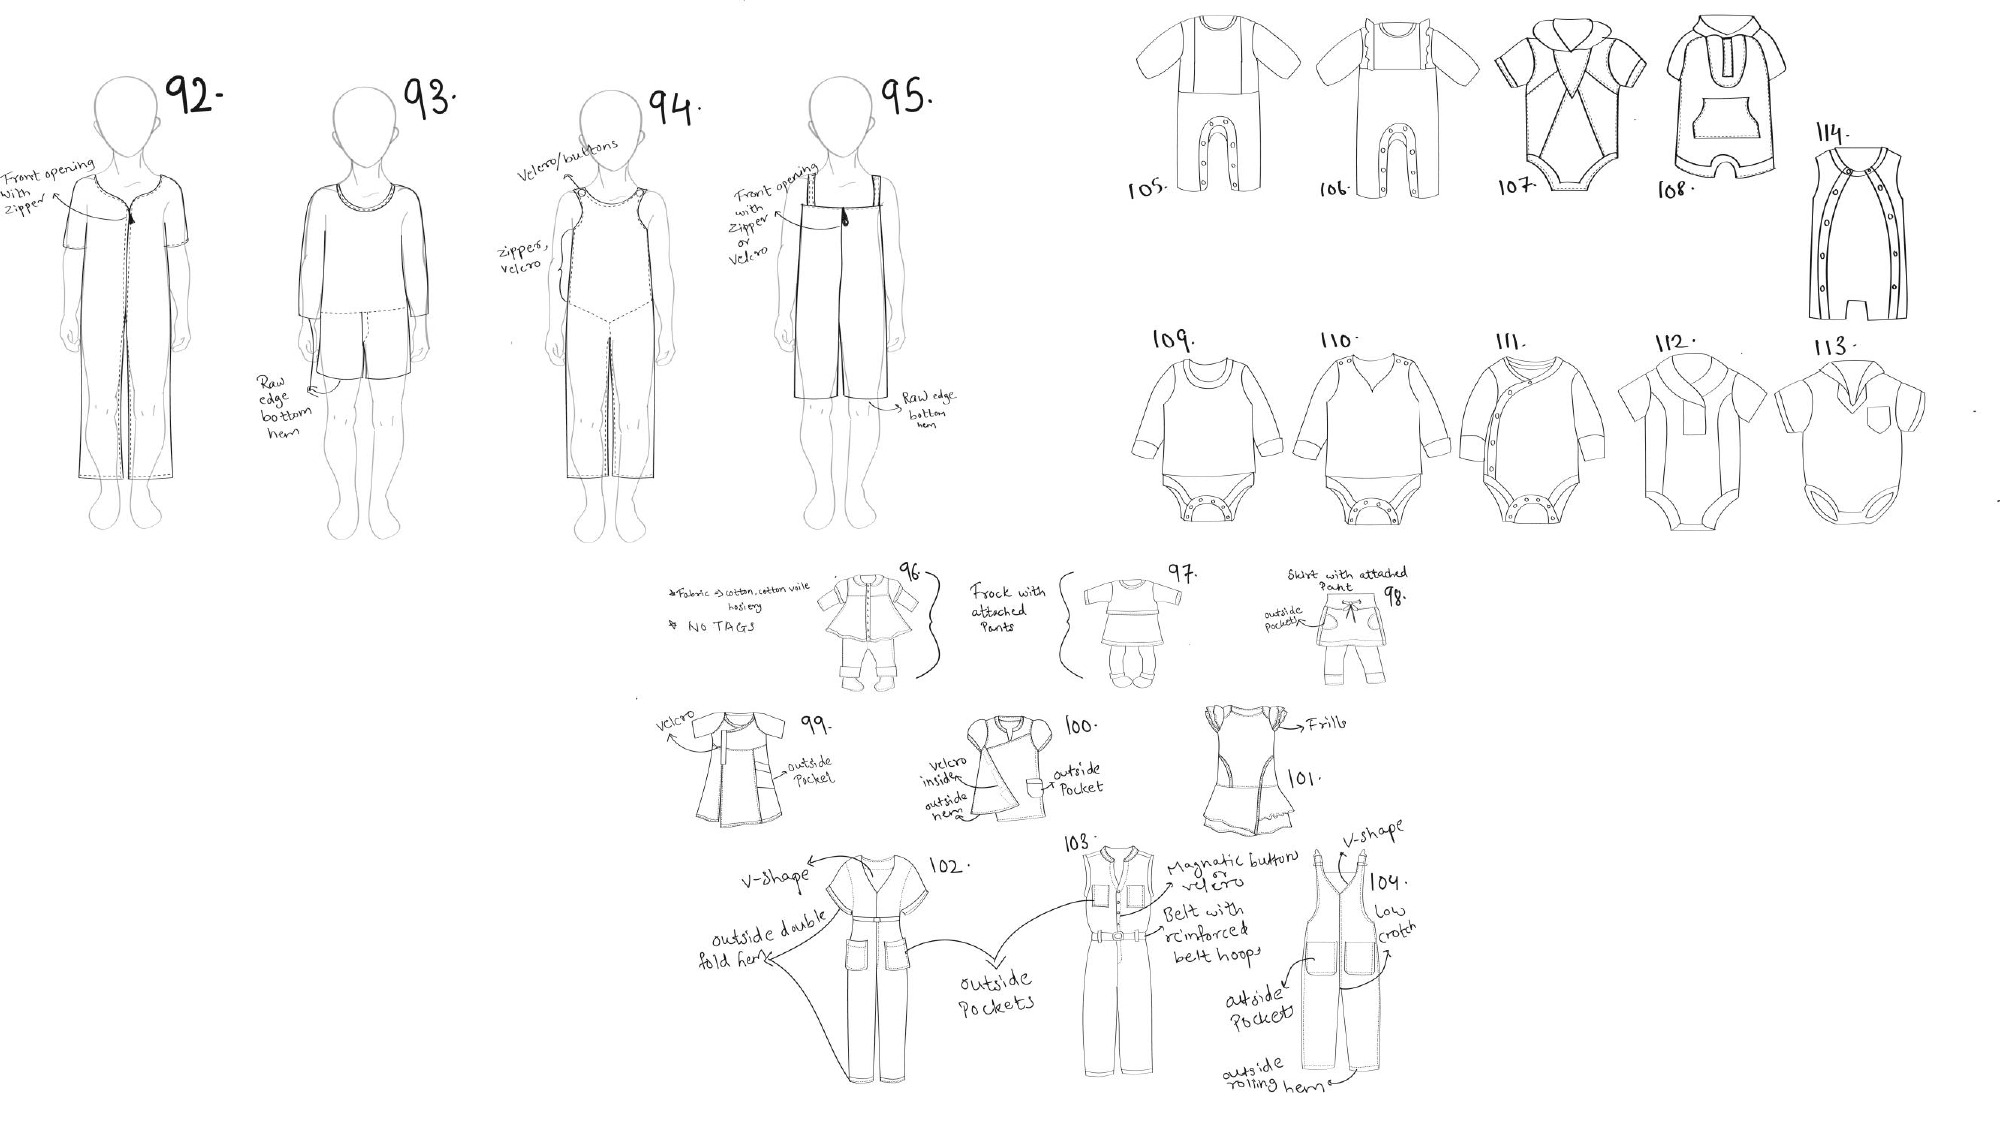 92.
Front opening
with
zipper
93.
Raw
edge
bottom
hem
94.
Velcro/buttons
zipper,
velcro
95.
Front opening
with
zipper
or
velcro
Raw edge
bottom
hem
105.
106.
107.
108.
114.
109.
110.
111.
112.
113.
* Fabric → cotton, cotton voile
hosiery
* NO TAGS
96.
Frock with
attached
Pants
97.
Skirt with attached
Pant
98.
outside
Pockets
velcro
99.
outside
Pocket
100.
velcro
inside
outside
hem
outside
Pocket
Frills
101.
V-shape
102.
outside double
fold hem
outside
Pockets
103.
Magnatic buttons
or
velcro
Belt with
reinforced
belt hoops
V-shape
104.
Low
crotch
outside
Pockets
outside
rolling hem